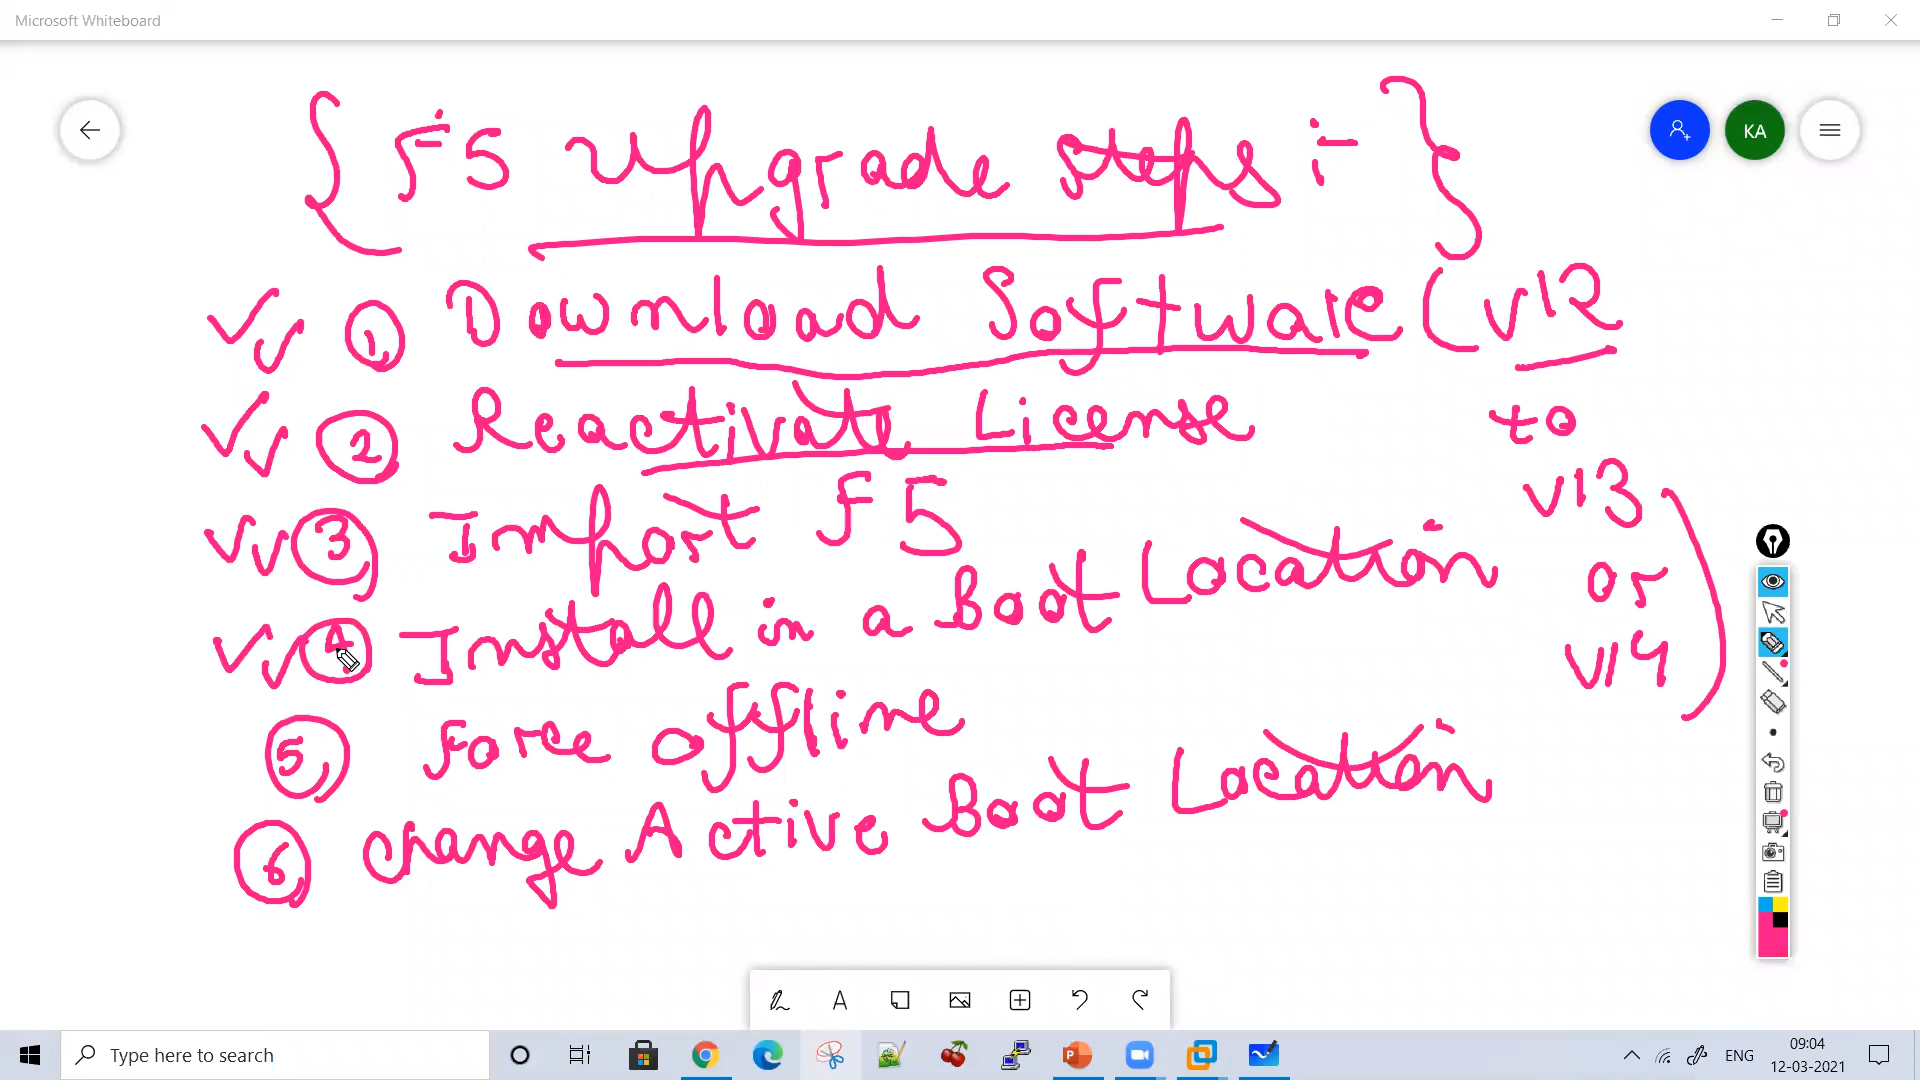 Microsoft Whiteboard
KA
{ F5 Upgrade steps :- }
① Download Software (v12
to
v13
or
v14)
② Reactivate License
③ Import F5
④ Install in a Boot Location
⑤ Force offline
⑥ Change Active Boot Location
A
Type here to search
ENG
09:04
12-03-2021